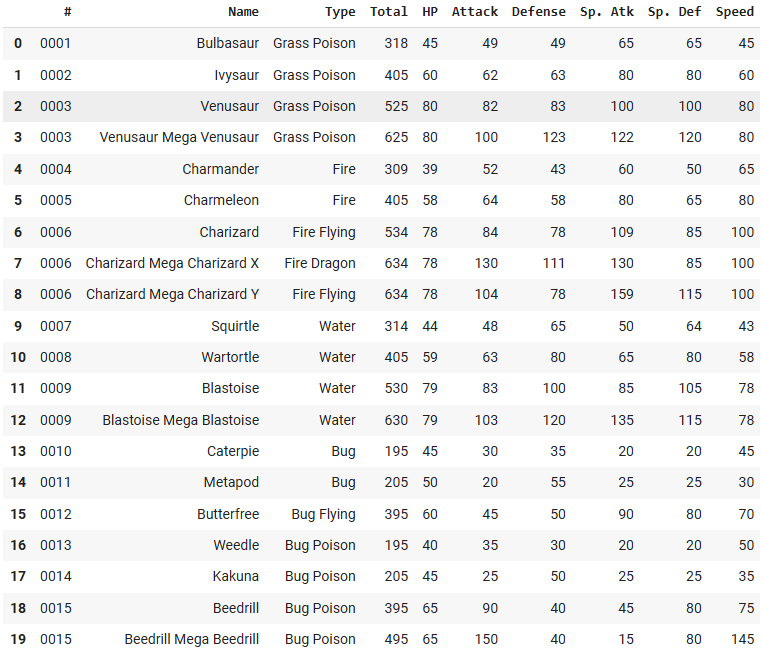 # Name Type Total HP Attack Defense Sp. Atk Sp. Def Speed
0 0001 Bulbasaur Grass Poison 318 45 49 49 65 65 45
1 0002 Ivysaur Grass Poison 405 60 62 63 80 80 60
2 0003 Venusaur Grass Poison 525 80 82 83 100 100 80
3 0003 Venusaur Mega Venusaur Grass Poison 625 80 100 123 122 120 80
4 0004 Charmander Fire 309 39 52 43 60 50 65
5 0005 Charmeleon Fire 405 58 64 58 80 65 80
6 0006 Charizard Fire Flying 534 78 84 78 109 85 100
7 0006 Charizard Mega Charizard X Fire Dragon 634 78 130 111 130 85 100
8 0006 Charizard Mega Charizard Y Fire Flying 634 78 104 78 159 115 100
9 0007 Squirtle Water 314 44 48 65 50 64 43
10 0008 Wartortle Water 405 59 63 80 65 80 58
11 0009 Blastoise Water 530 79 83 100 85 105 78
12 0009 Blastoise Mega Blastoise Water 630 79 103 120 135 115 78
13 0010 Caterpie Bug 195 45 30 35 20 20 45
14 0011 Metapod Bug 205 50 20 55 25 25 30
15 0012 Butterfree Bug Flying 395 60 45 50 90 80 70
16 0013 Weedle Bug Poison 195 40 35 30 20 20 50
17 0014 Kakuna Bug Poison 205 45 25 50 25 25 35
18 0015 Beedrill Bug Poison 395 65 90 40 45 80 75
19 0015 Beedrill Mega Beedrill Bug Poison 495 65 150 40 15 80 145